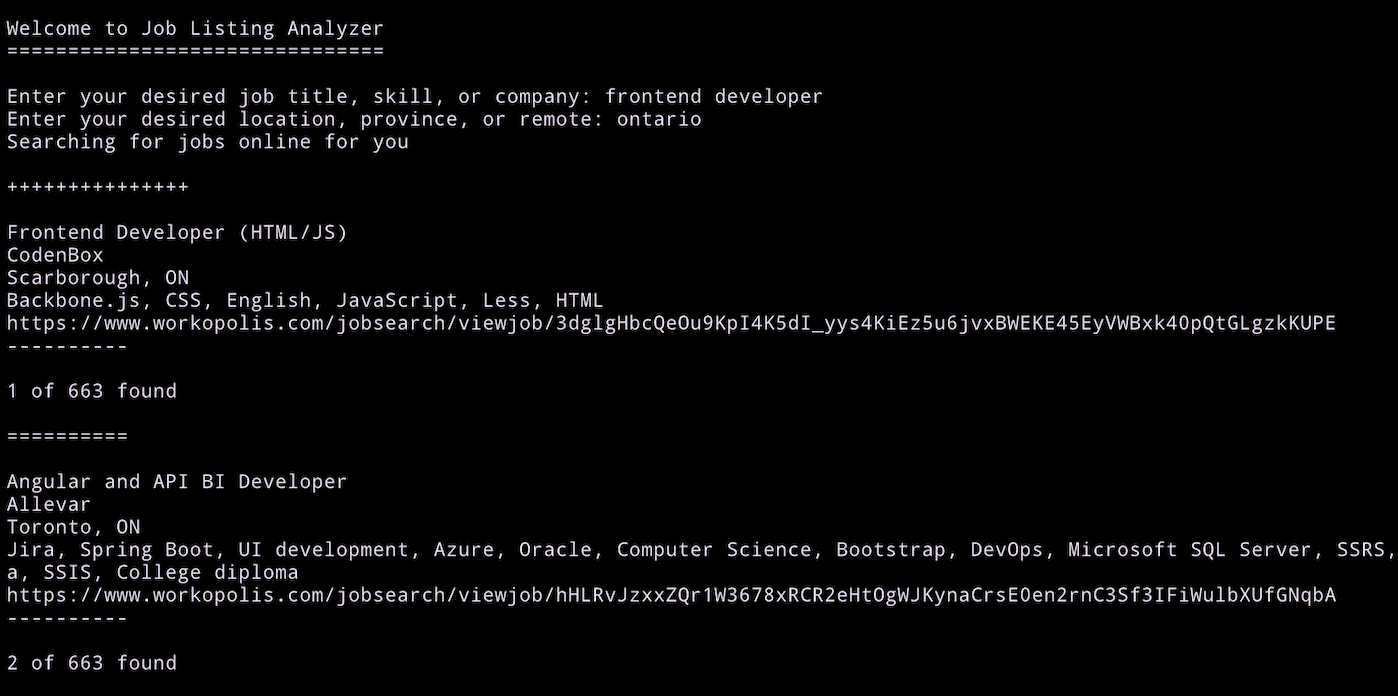 Welcome to Job Listing Analyzer
===============================
Enter your desired job title, skill, or company: frontend developer
Enter your desired location, province, or remote: ontario
Searching for jobs online for you
+++++++++++++++
Frontend Developer (HTML/JS)
CodenBox
Scarborough, ON
Backbone.js, CSS, English, JavaScript, Less, HTML
https://www.workopolis.com/jobsearch/viewjob/3dglgHbcQeOu9KpI4K5dI_yys4KiEz5u6jvxBWEKE45EyVWBxk40pQtGLgzkKUPE
----------
1 of 663 found
==========
Angular and API BI Developer
Allevar
Toronto, ON
Jira, Spring Boot, UI development, Azure, Oracle, Computer Science, Bootstrap, DevOps, Microsoft SQL Server, SSRS,
a, SSIS, College diploma
https://www.workopolis.com/jobsearch/viewjob/hHLRvJzxxZQr1W3678xRCR2eHtOgWJKynaCrsE0en2rnC3Sf3IFiWulbXUfGNqbA
----------
2 of 663 found